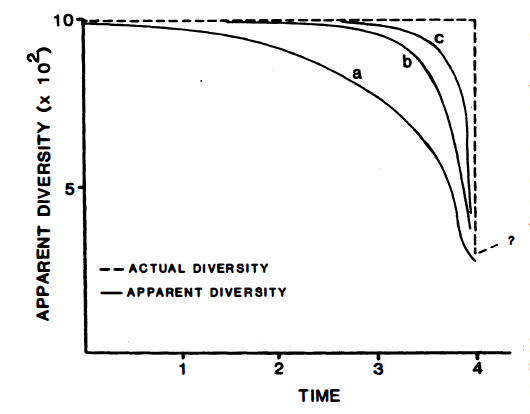 APPARENT DIVERSITY (x 10²)
10
5
a
b
c
?
-- ACTUAL DIVERSITY
— APPARENT DIVERSITY
1 2 3 4
TIME